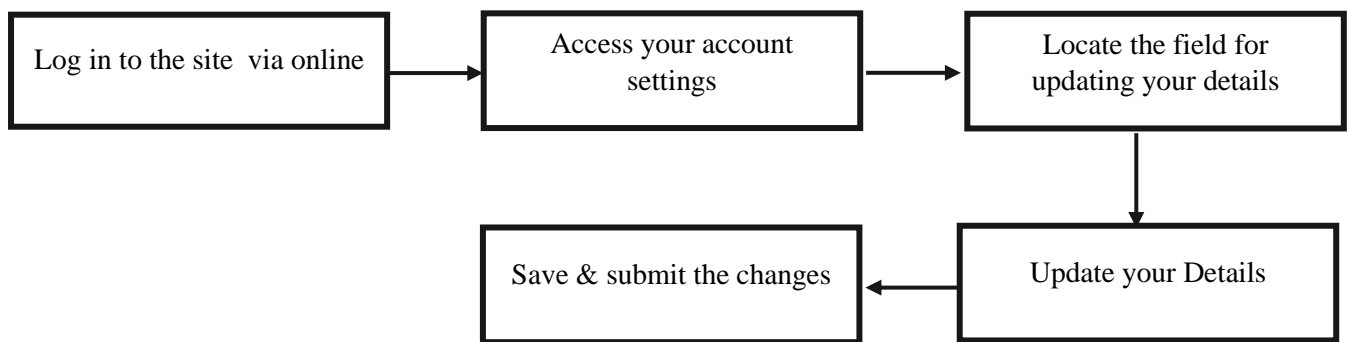 Log in to the site via online
Access your account
settings
Locate the field for
updating your details
Update your Details
Save & submit the changes